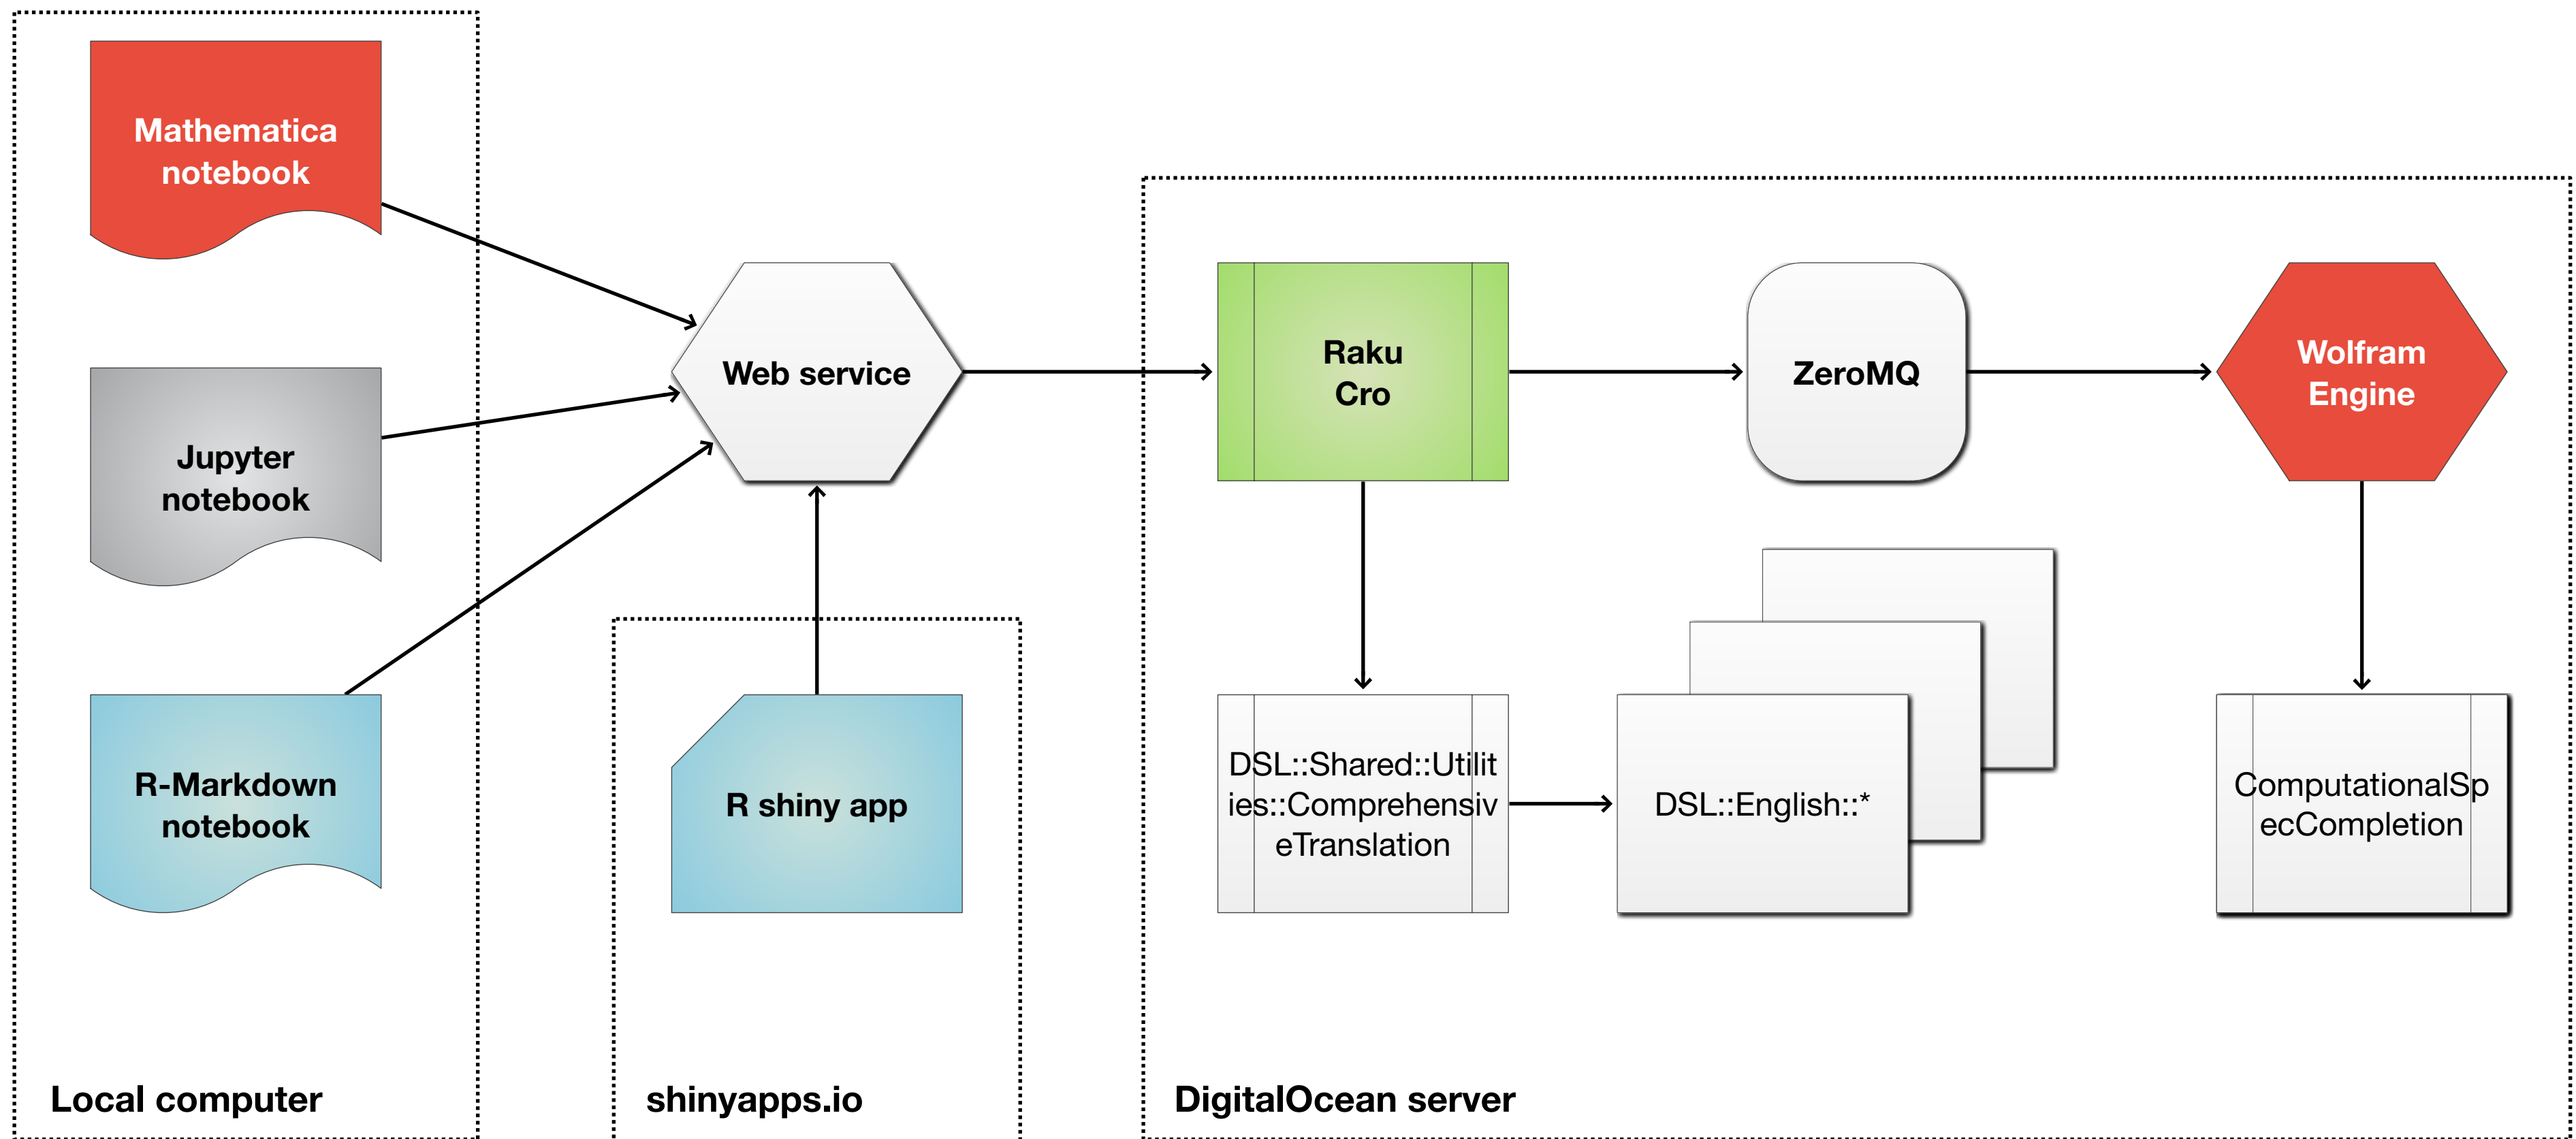 Mathematica
notebook
Jupyter
notebook
R-Markdown
notebook
Local computer
Web service
R shiny app
shinyapps.io
Raku
Cro
ZeroMQ
Wolfram
Engine
DSL::Shared::Utilit
ies::Comprehensiv
eTranslation
DSL::English::*
ComputationalSp
ecCompletion
DigitalOcean server